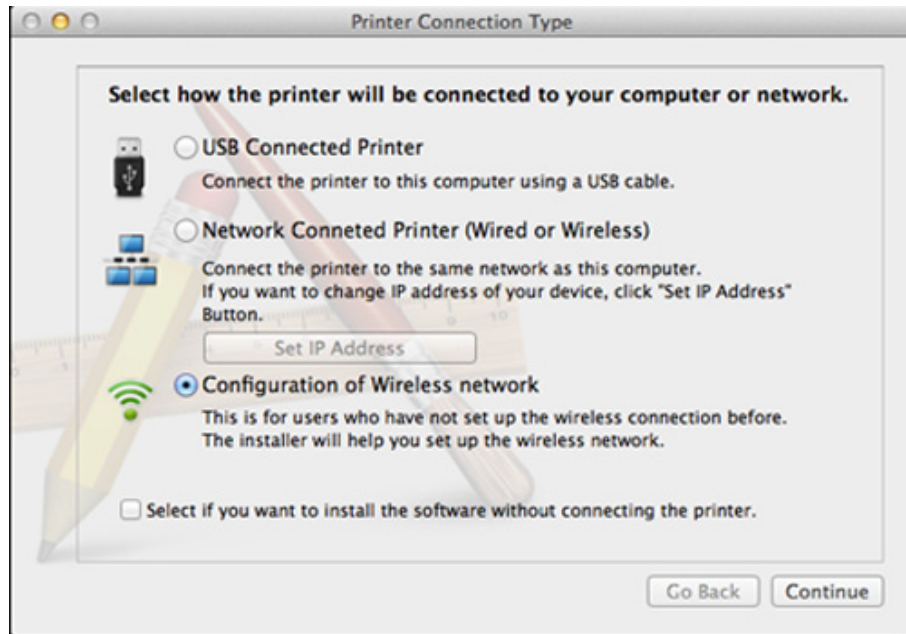 Printer Connection Type
Select how the printer will be connected to your computer or network.
USB Connected Printer
Connect the printer to this computer using a USB cable.
Network Conneted Printer (Wired or Wireless)
Connect the printer to the same network as this computer.
If you want to change IP address of your device, click "Set IP Address"
Button.
Set IP Address
Configuration of Wireless network
This is for users who have not set up the wireless connection before.
The installer will help you set up the wireless network.
Select if you want to install the software without connecting the printer.
Go Back Continue